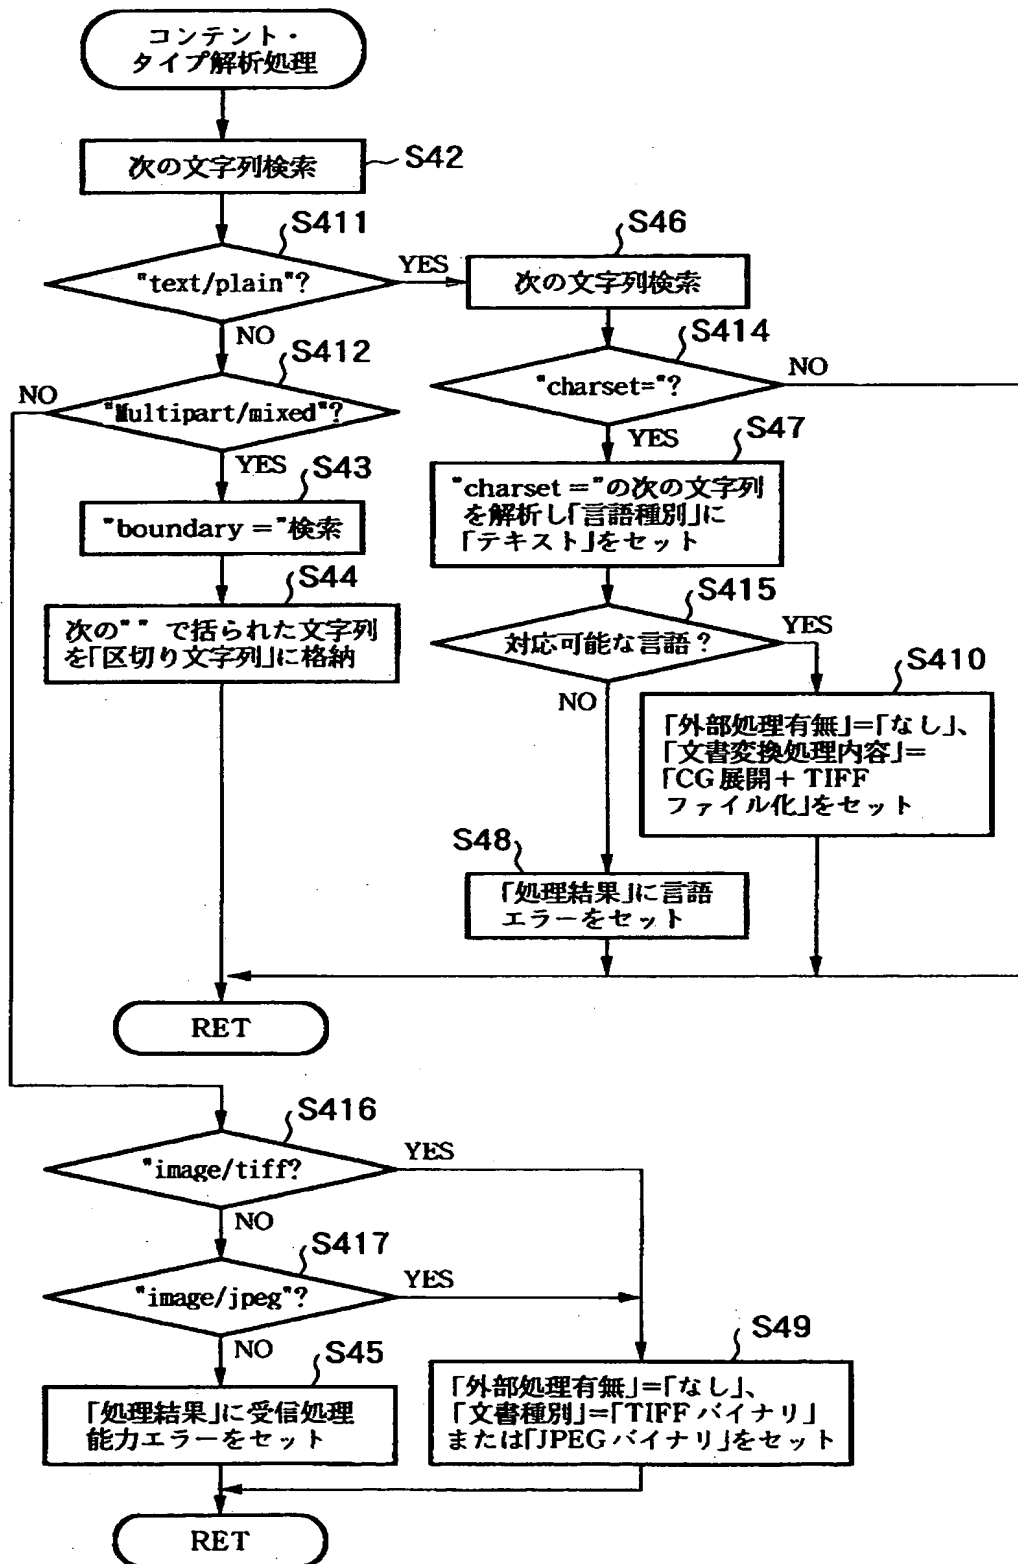 コンテント・
タイプ解析処理
次の文字列検索
S42
S411
"text/plain"?
YES
NO
S46
次の文字列検索
S412
"Multipart/mixed"?
NO
YES
S414
"charset="?
NO
YES
S43
"boundary ="検索
S47
"charset ="の次の文字列
を解析し「言語種別」に
「テキスト」をセット
S44
次の"" で括られた文字列
を「区切り文字列」に格納
S415
対応可能な言語？
YES
NO
S410
「外部処理有無」=「なし」、
「文書変換処理内容」=
「CG 展開+ TIFF
ファイル化」をセット
S48
「処理結果」に言語
エラーをセット
RET
S416
"image/tiff?
YES
NO
S417
"image/jpeg"?
YES
NO
S45
「処理結果」に受信処理
能力エラーをセット
S49
「外部処理有無」=「なし」、
「文書種別」=「TIFF バイナリ」
または「JPEG バイナリ」をセット
RET